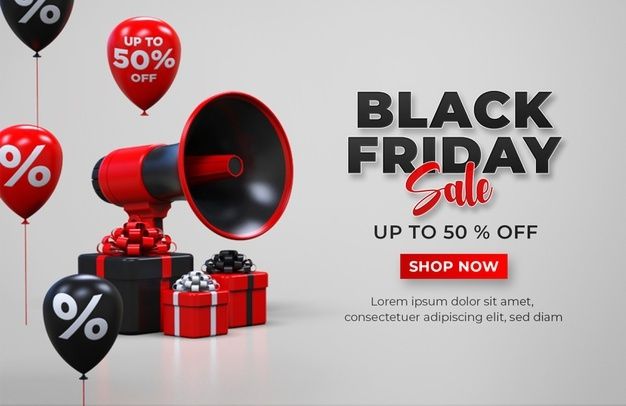 %
UP TO
50%
OFF
%
%
BLACK
FRIDAY
Sale
UP TO 50 % OFF
SHOP NOW
Lorem ipsum dolor sit amet,
consectetuer adipiscing elit, sed diam